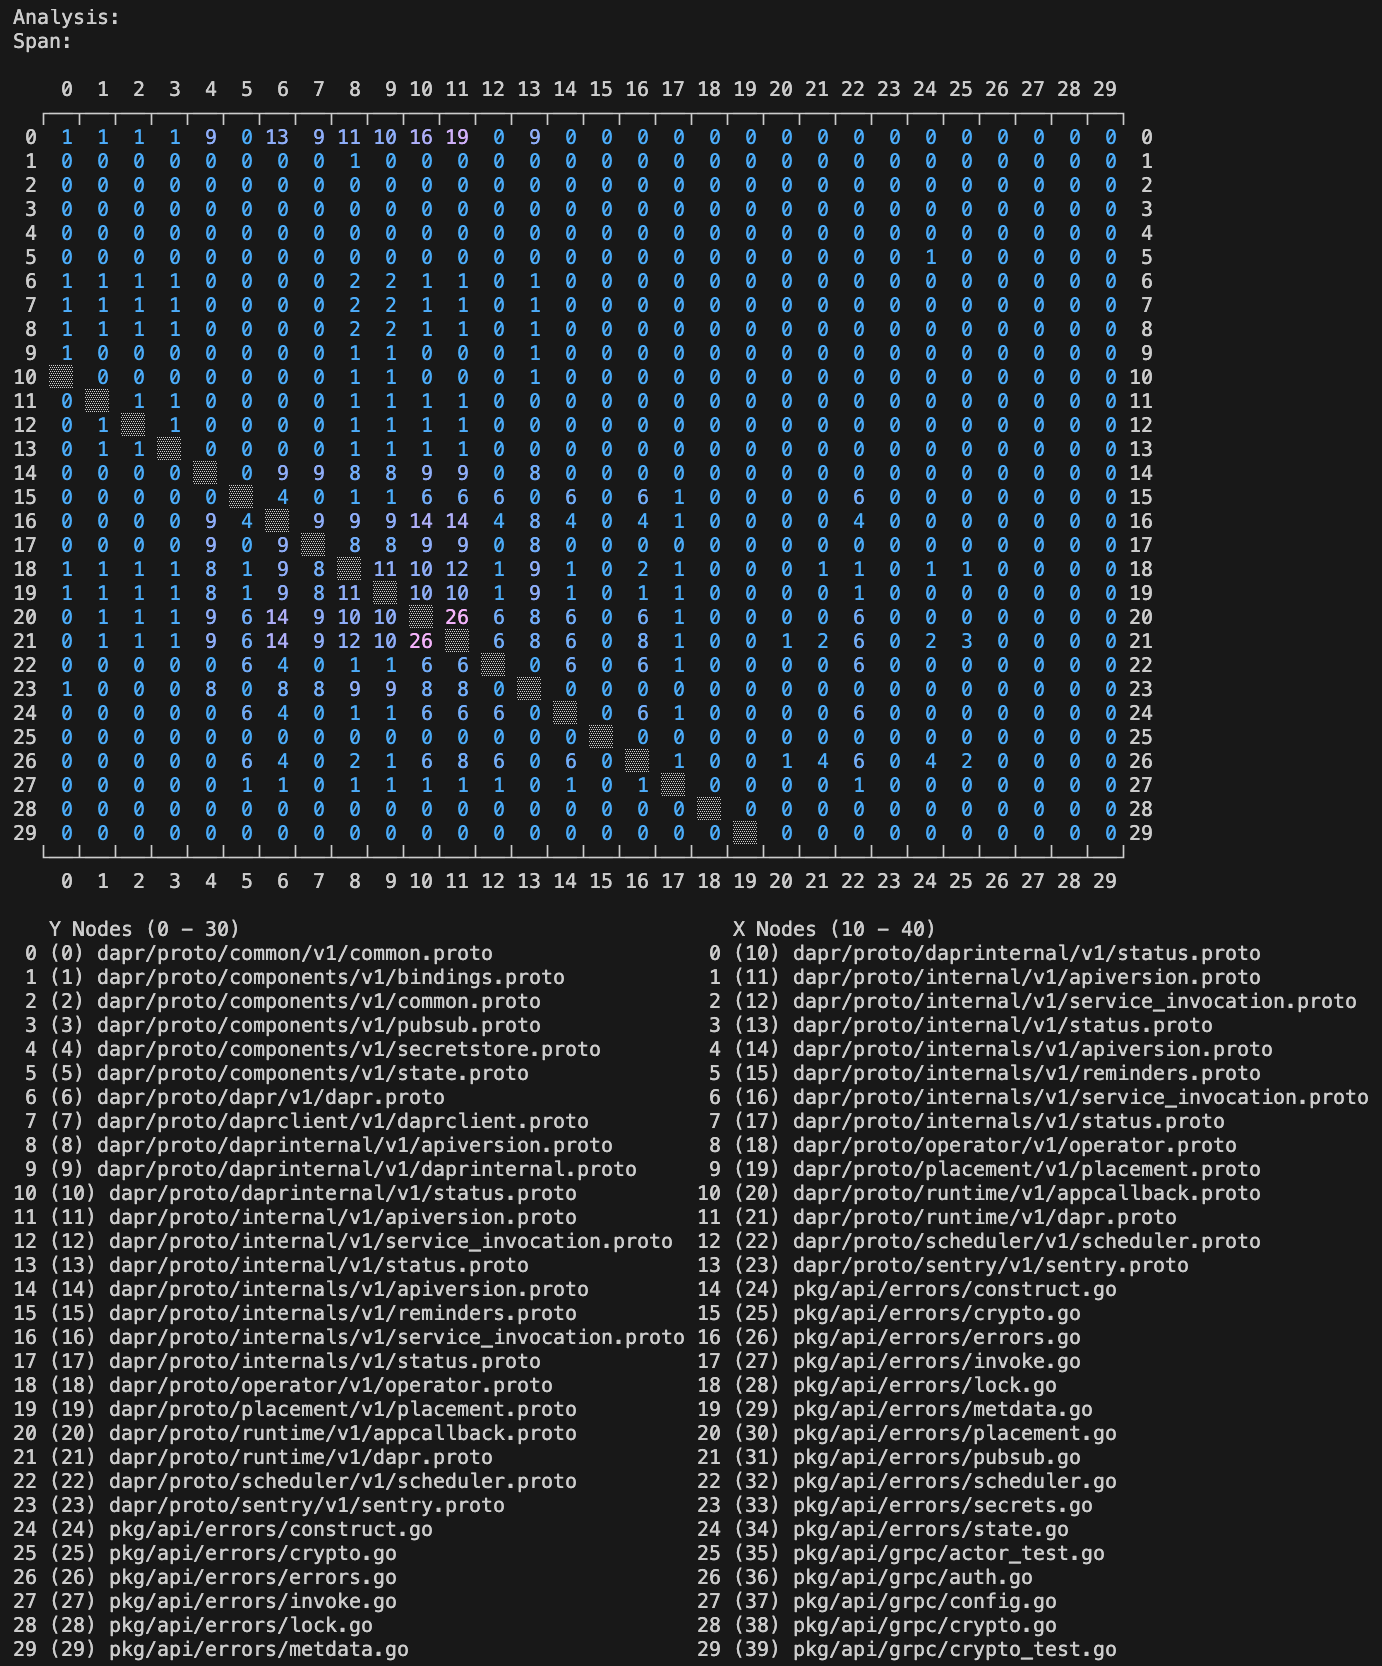 Analysis:
Span:
0 1 2 3 4 5 6 7 8 9 10 11 12 13 14 15 16 17 18 19 20 21 22 23 24 25 26 27 28 29
0 1 1 1 1 9 0 13 9 11 10 16 19 0 9 0 0 0 0 0 0 0 0 0 0 0 0 0 0 0 0 0
1 0 0 0 0 0 0 0 0 1 0 0 0 0 0 0 0 0 0 0 0 0 0 0 0 0 0 0 0 0 0 1
2 0 0 0 0 0 0 0 0 0 0 0 0 0 0 0 0 0 0 0 0 0 0 0 0 0 0 0 0 0 0 2
3 0 0 0 0 0 0 0 0 0 0 0 0 0 0 0 0 0 0 0 0 0 0 0 0 0 0 0 0 0 0 3
4 0 0 0 0 0 0 0 0 0 0 0 0 0 0 0 0 0 0 0 0 0 0 0 0 0 0 0 0 0 0 4
5 0 0 0 0 0 0 0 0 0 0 0 0 0 0 0 0 0 0 0 0 0 0 0 0 1 0 0 0 0 0 5
6 1 1 1 1 0 0 0 0 2 2 1 1 0 1 0 0 0 0 0 0 0 0 0 0 0 0 0 0 0 0 6
7 1 1 1 1 0 0 0 0 2 2 1 1 0 1 0 0 0 0 0 0 0 0 0 0 0 0 0 0 0 0 7
8 1 1 1 1 0 0 0 0 2 2 1 1 0 1 0 0 0 0 0 0 0 0 0 0 0 0 0 0 0 0 8
9 1 0 0 0 0 0 0 0 1 1 0 0 0 1 0 0 0 0 0 0 0 0 0 0 0 0 0 0 0 0 9
10 ▒▒ 0 0 0 0 0 0 0 1 1 0 0 0 1 0 0 0 0 0 0 0 0 0 0 0 0 0 0 0 0 10
11 0 ▒▒ 1 1 0 0 0 0 1 1 1 1 0 0 0 0 0 0 0 0 0 0 0 0 0 0 0 0 0 0 11
12 0 1 ▒▒ 1 0 0 0 0 1 1 1 1 0 0 0 0 0 0 0 0 0 0 0 0 0 0 0 0 0 0 12
13 0 1 1 ▒▒ 0 0 0 0 1 1 1 1 0 0 0 0 0 0 0 0 0 0 0 0 0 0 0 0 0 0 13
14 0 0 0 0 ▒▒ 0 9 9 8 8 9 9 0 8 0 0 0 0 0 0 0 0 0 0 0 0 0 0 0 0 14
15 0 0 0 0 0 ▒▒ 4 0 1 1 6 6 6 0 6 0 6 1 0 0 0 0 6 0 0 0 0 0 0 0 15
16 0 0 0 0 9 4 ▒▒ 9 9 9 14 14 4 8 4 0 4 1 0 0 0 0 4 0 0 0 0 0 0 0 16
17 0 0 0 0 9 0 9 ▒▒ 8 8 9 9 0 8 0 0 0 0 0 0 0 0 0 0 0 0 0 0 0 0 17
18 1 1 1 1 8 1 9 8 ▒▒ 11 10 12 1 9 1 0 2 1 0 0 0 1 1 0 1 1 0 0 0 0 18
19 1 1 1 1 8 1 9 8 11 ▒▒ 10 10 1 9 1 0 1 1 0 0 0 0 1 0 0 0 0 0 0 0 19
20 0 1 1 1 9 6 14 9 10 10 ▒▒ 26 6 8 6 0 6 1 0 0 0 0 6 0 0 0 0 0 0 0 20
21 0 1 1 1 9 6 14 9 12 10 26 ▒▒ 6 8 6 0 8 1 0 0 1 2 6 0 2 3 0 0 0 0 21
22 0 0 0 0 0 6 4 0 1 1 6 6 ▒▒ 0 6 0 6 1 0 0 0 0 6 0 0 0 0 0 0 0 22
23 1 0 0 0 8 0 8 8 9 9 8 8 0 ▒▒ 0 0 0 0 0 0 0 0 0 0 0 0 0 0 0 0 23
24 0 0 0 0 0 6 4 0 1 1 6 6 6 0 ▒▒ 0 6 1 0 0 0 0 6 0 0 0 0 0 0 0 24
25 0 0 0 0 0 0 0 0 0 0 0 0 0 0 0 ▒▒ 0 0 0 0 0 0 0 0 0 0 0 0 0 0 25
26 0 0 0 0 0 6 4 0 2 1 6 8 6 0 6 0 ▒▒ 1 0 0 1 4 6 0 4 2 0 0 0 0 26
27 0 0 0 0 0 1 1 0 1 1 1 1 1 0 1 0 1 ▒▒ 0 0 0 0 1 0 0 0 0 0 0 0 27
28 0 0 0 0 0 0 0 0 0 0 0 0 0 0 0 0 0 0 ▒▒ 0 0 0 0 0 0 0 0 0 0 0 28
29 0 0 0 0 0 0 0 0 0 0 0 0 0 0 0 0 0 0 0 ▒▒ 0 0 0 0 0 0 0 0 0 0 29
0 1 2 3 4 5 6 7 8 9 10 11 12 13 14 15 16 17 18 19 20 21 22 23 24 25 26 27 28 29
Y Nodes (0 - 30) X Nodes (10 - 40)
0 (0) dapr/proto/common/v1/common.proto 0 (10) dapr/proto/daprinternal/v1/status.proto
1 (1) dapr/proto/components/v1/bindings.proto 1 (11) dapr/proto/internal/v1/apiversion.proto
2 (2) dapr/proto/components/v1/common.proto 2 (12) dapr/proto/internal/v1/service_invocation.proto
3 (3) dapr/proto/components/v1/pubsub.proto 3 (13) dapr/proto/internal/v1/status.proto
4 (4) dapr/proto/components/v1/secretstore.proto 4 (14) dapr/proto/internals/v1/apiversion.proto
5 (5) dapr/proto/components/v1/state.proto 5 (15) dapr/proto/internals/v1/reminders.proto
6 (6) dapr/proto/dapr/v1/dapr.proto 6 (16) dapr/proto/internals/v1/service_invocation.proto
7 (7) dapr/proto/daprclient/v1/daprclient.proto 7 (17) dapr/proto/internals/v1/status.proto
8 (8) dapr/proto/daprinternal/v1/apiversion.proto 8 (18) dapr/proto/operator/v1/operator.proto
9 (9) dapr/proto/daprinternal/v1/daprinternal.proto 9 (19) dapr/proto/placement/v1/placement.proto
10 (10) dapr/proto/daprinternal/v1/status.proto 10 (20) dapr/proto/runtime/v1/appcallback.proto
11 (11) dapr/proto/internal/v1/apiversion.proto 11 (21) dapr/proto/runtime/v1/dapr.proto
12 (12) dapr/proto/internal/v1/service_invocation.proto 12 (22) dapr/proto/scheduler/v1/scheduler.proto
13 (13) dapr/proto/internal/v1/status.proto 13 (23) dapr/proto/sentry/v1/sentry.proto
14 (14) dapr/proto/internals/v1/apiversion.proto 14 (24) pkg/api/errors/construct.go
15 (15) dapr/proto/internals/v1/reminders.proto 15 (25) pkg/api/errors/crypto.go
16 (16) dapr/proto/internals/v1/service_invocation.proto 16 (26) pkg/api/errors/errors.go
17 (17) dapr/proto/internals/v1/status.proto 17 (27) pkg/api/errors/invoke.go
18 (18) dapr/proto/operator/v1/operator.proto 18 (28) pkg/api/errors/lock.go
19 (19) dapr/proto/placement/v1/placement.proto 19 (29) pkg/api/errors/metdata.go
20 (20) dapr/proto/runtime/v1/appcallback.proto 20 (30) pkg/api/errors/placement.go
21 (21) dapr/proto/runtime/v1/dapr.proto 21 (31) pkg/api/errors/pubsub.go
22 (22) dapr/proto/scheduler/v1/scheduler.proto 22 (32) pkg/api/errors/scheduler.go
23 (23) dapr/proto/sentry/v1/sentry.proto 23 (33) pkg/api/errors/secrets.go
24 (24) pkg/api/errors/construct.go 24 (34) pkg/api/errors/state.go
25 (25) pkg/api/errors/crypto.go 25 (35) pkg/api/grpc/actor_test.go
26 (26) pkg/api/errors/errors.go 26 (36) pkg/api/grpc/auth.go
27 (27) pkg/api/errors/invoke.go 27 (37) pkg/api/grpc/config.go
28 (28) pkg/api/errors/lock.go 28 (38) pkg/api/grpc/crypto.go
29 (29) pkg/api/errors/metdata.go 29 (39) pkg/api/grpc/crypto_test.go